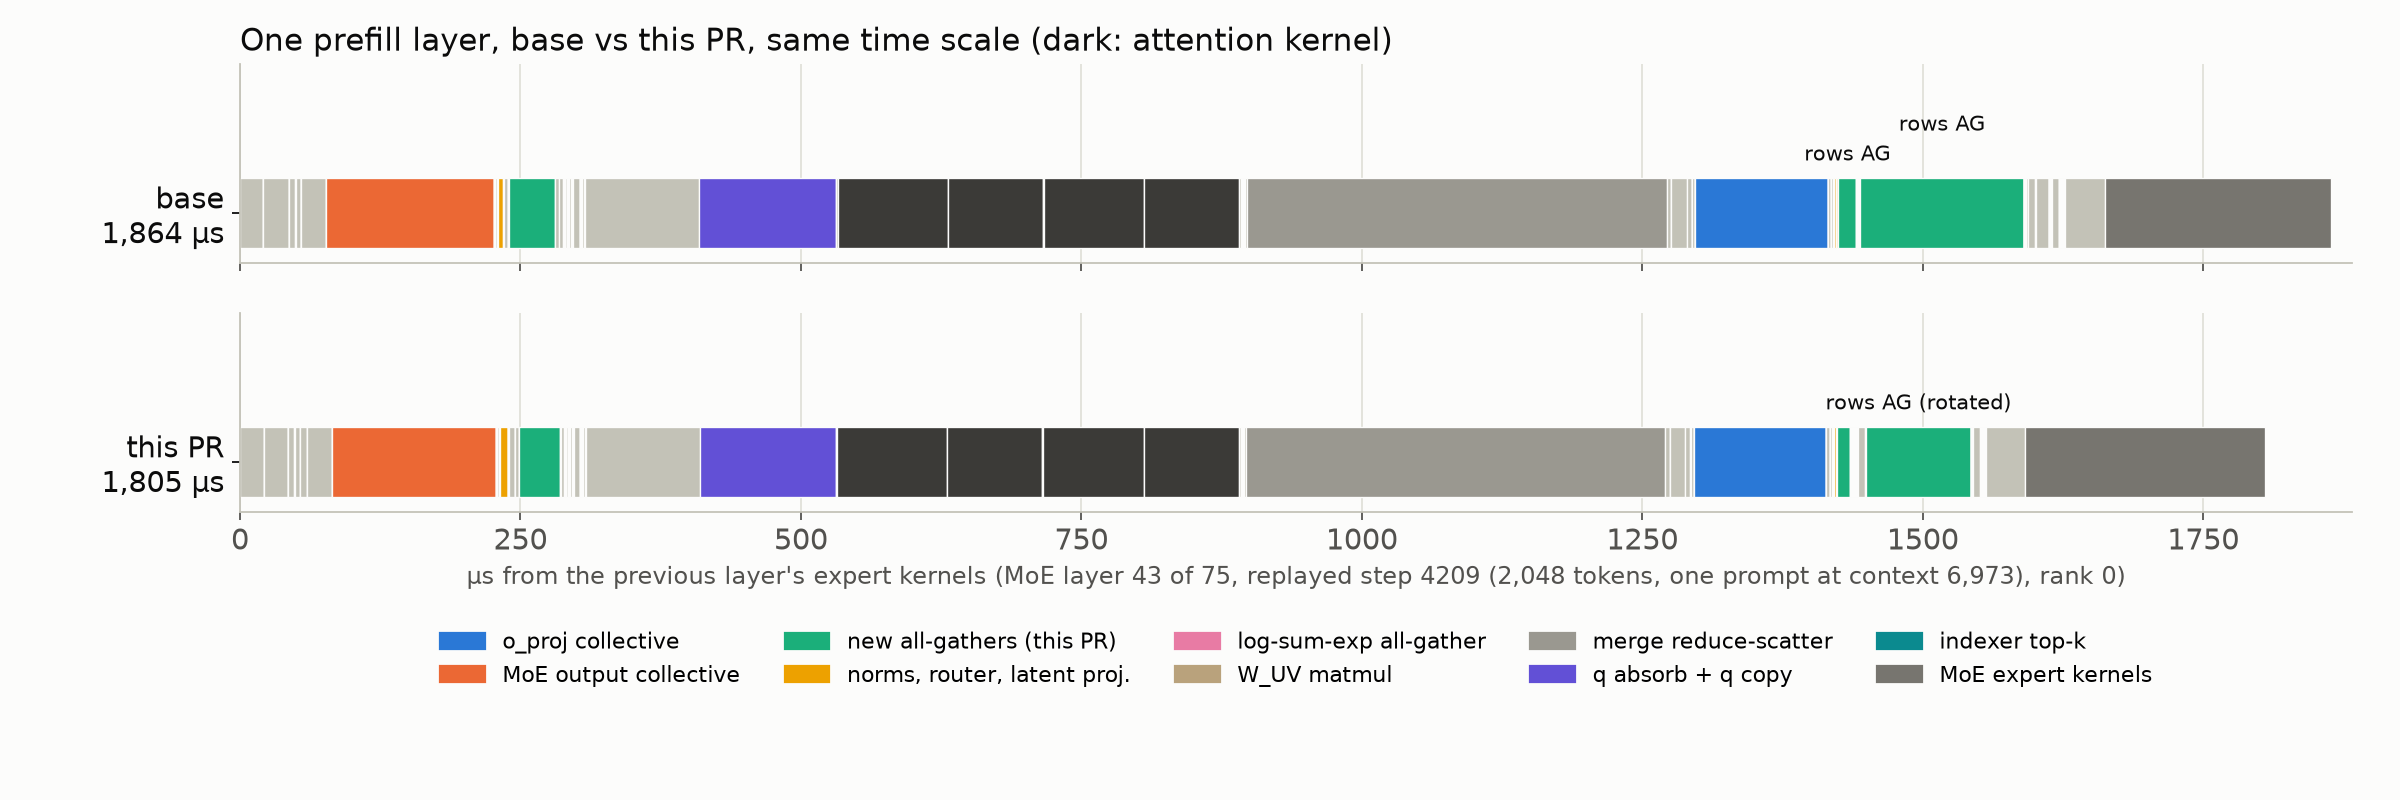 One prefill layer, base vs this PR, same time scale (dark: attention kernel)
rows AG
rows AG
base
1,864 µs
rows AG (rotated)
this PR
1,805 µs
0 250 500 750 1000 1250 1500 1750
µs from the previous layer's expert kernels (MoE layer 43 of 75, replayed step 4209 (2,048 tokens, one prompt at context 6,973), rank 0)
o_proj collective new all-gathers (this PR) log-sum-exp all-gather merge reduce-scatter indexer top-k
MoE output collective norms, router, latent proj. W_UV matmul q absorb + q copy MoE expert kernels